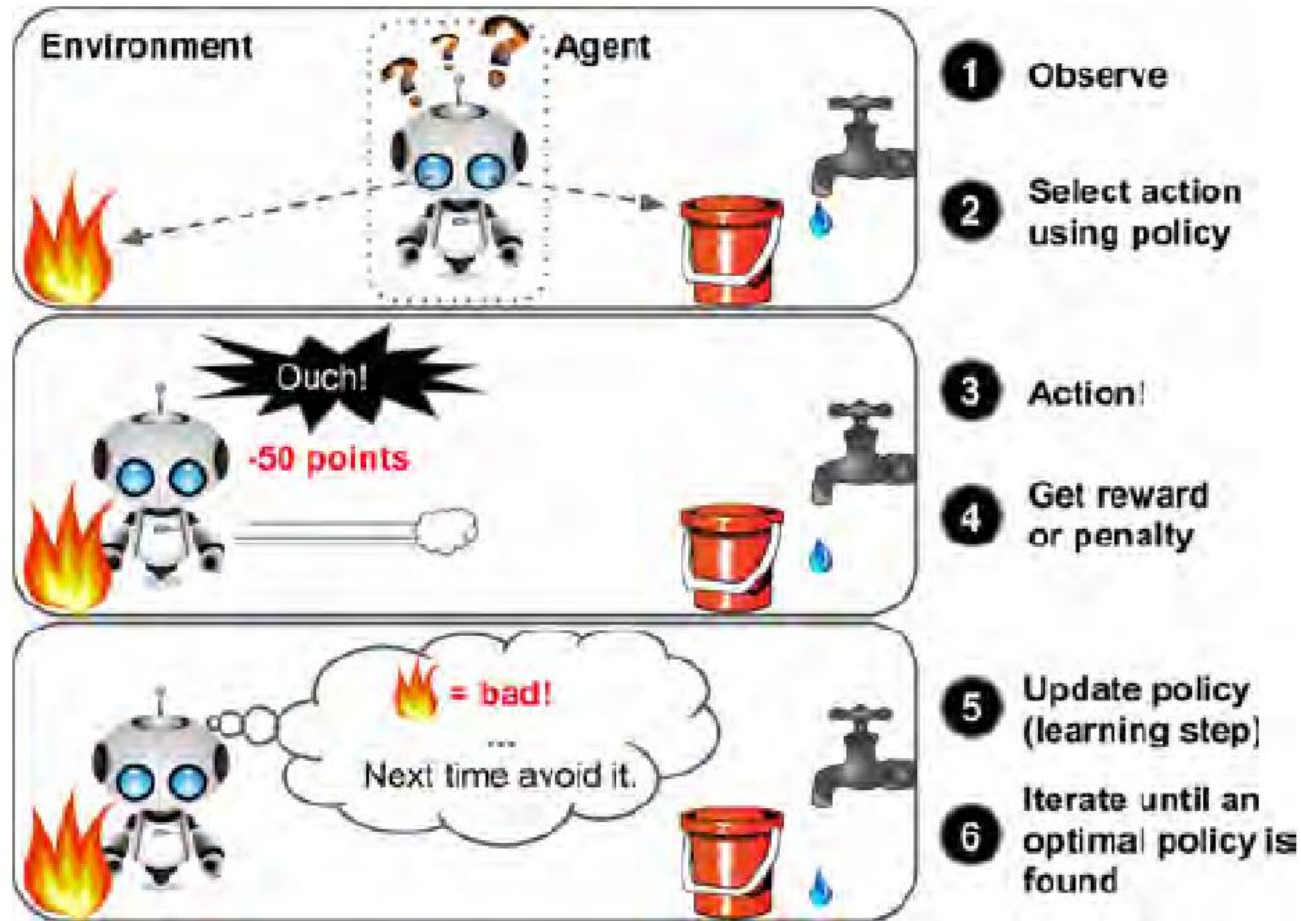 Environment
Agent
? ? ?
1 Observe
2 Select action
using policy
Ouch!
-50 points
3 Action!
4 Get reward
or penalty
= bad!
...
Next time avoid it.
5 Update policy
(learning step)
6 Iterate until an
optimal policy is
found